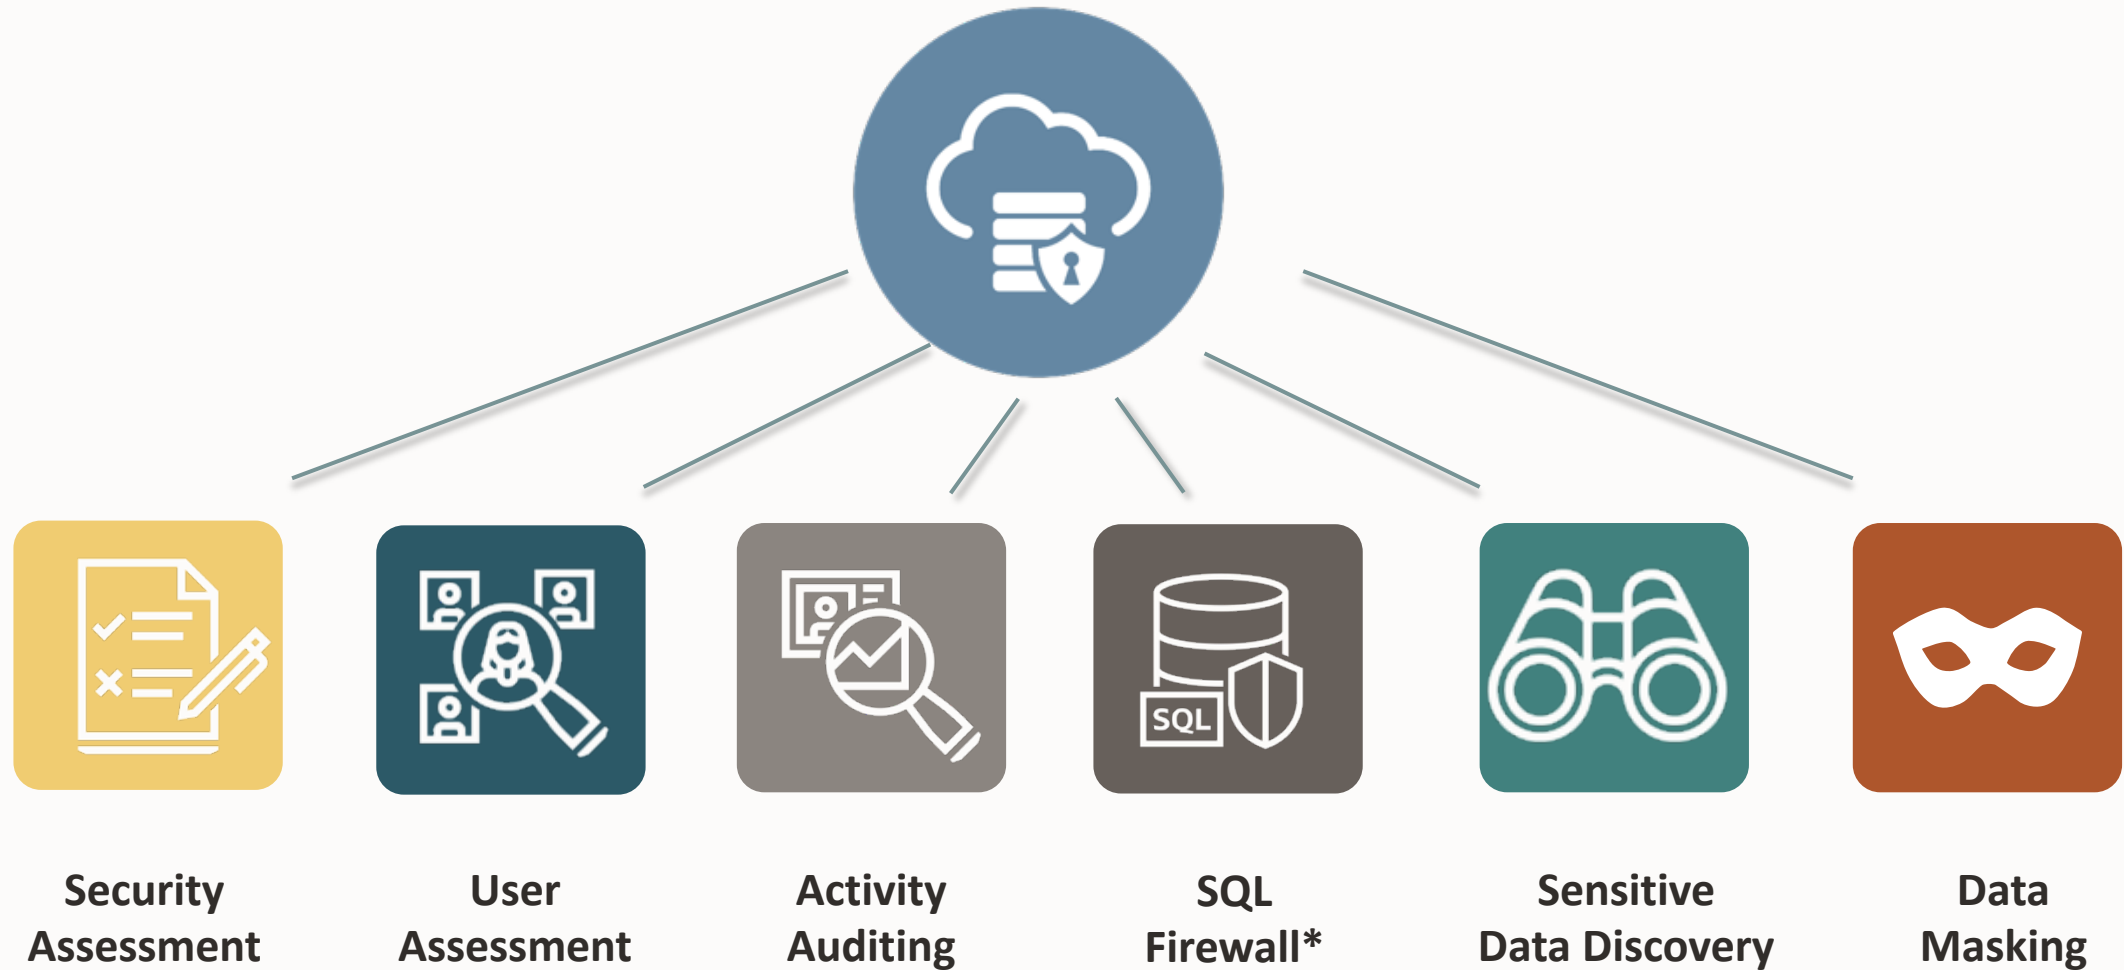 SQL
Security
Assessment
User
Assessment
Activity
Auditing
SQL
Firewall*
Sensitive
Data Discovery
Data
Masking